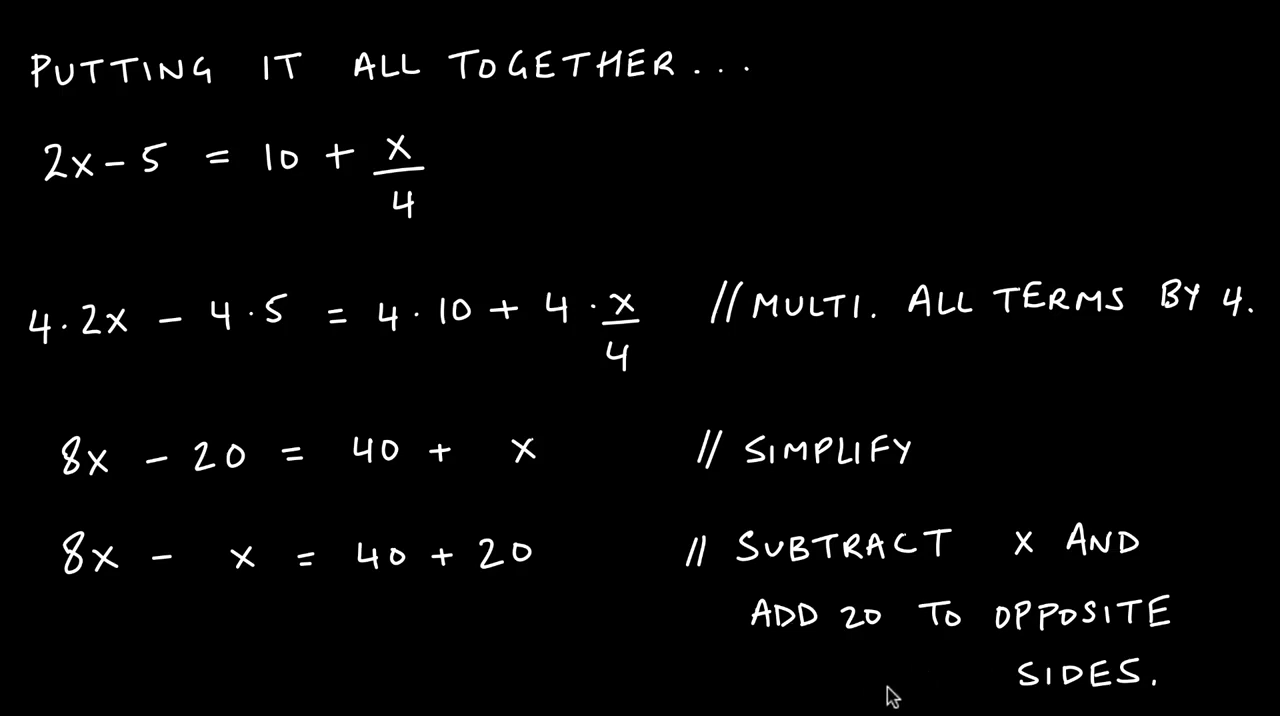 PUTTING IT ALL TOGETHER...
2x - 5 = 10 + x/4
4·2x - 4·5 = 4·10 + 4·x/4 // MULTI. ALL TERMS BY 4.
8x - 20 = 40 + x // SIMPLIFY
8x - x = 40 + 20 // SUBTRACT x AND
ADD 20 TO OPPOSITE
SIDES.